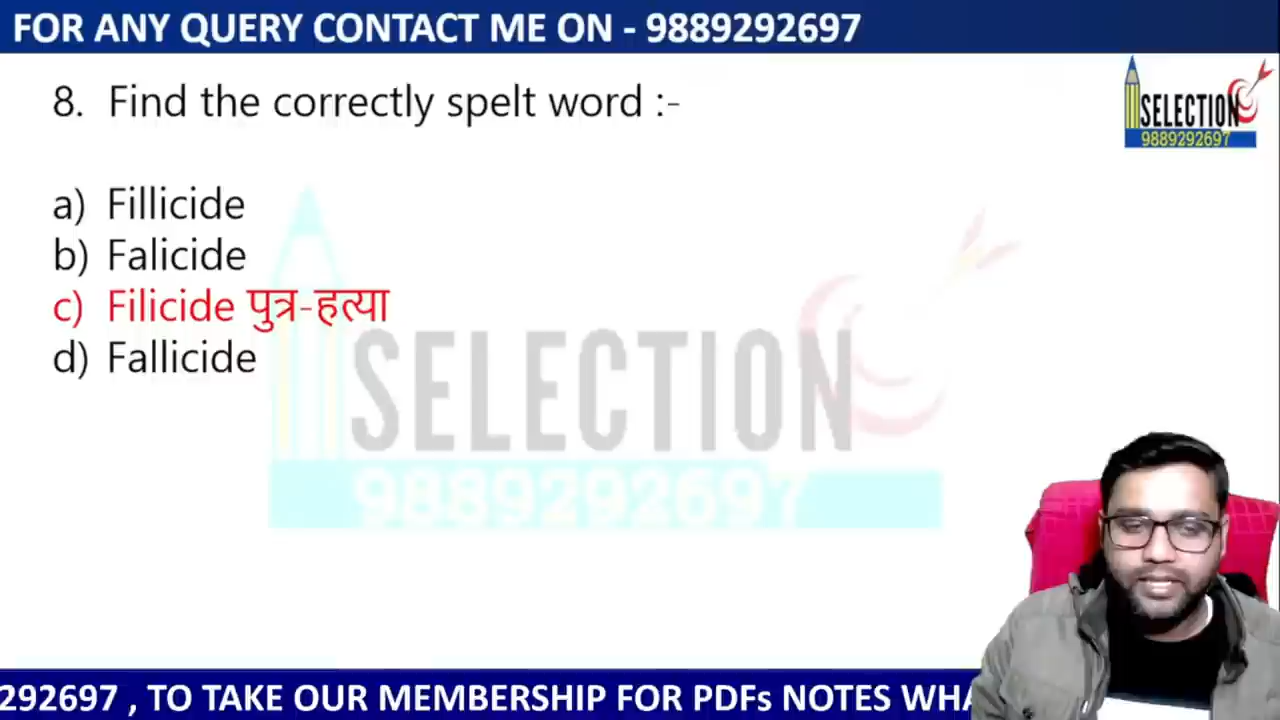 FOR ANY QUERY CONTACT ME ON - 9889292697
SELECTION
9889292697
8. Find the correctly spelt word :-
a) Fillicide
b) Falicide
c) Filicide पुत्र-हत्या
d) Fallicide
SELECTION
9889292697
292697 , TO TAKE OUR MEMBERSHIP FOR PDFs NOTES WHA